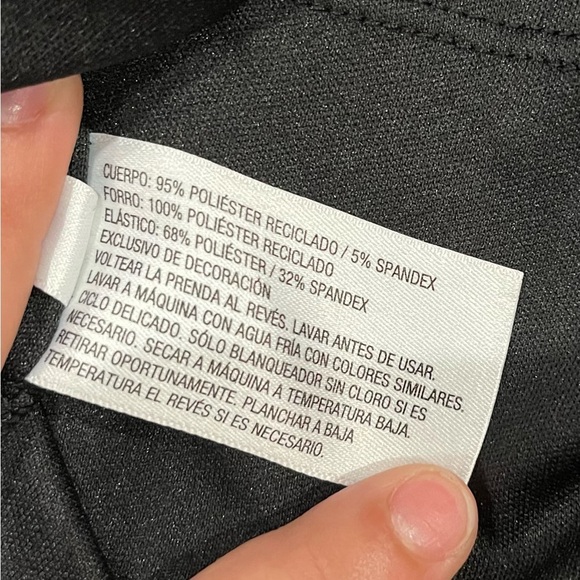 CUERPO: 95% POLIÉSTER RECICLADO / 5% SPANDEX
FORRO: 100% POLIÉSTER RECICLADO
ELÁSTICO: 68% POLIÉSTER / 32% SPANDEX
EXCLUSIVO DE DECORACIÓN
VOLTEAR LA PRENDA AL REVÉS. LAVAR ANTES DE USAR.
LAVAR A MÁQUINA CON AGUA FRÍA CON COLORES SIMILARES.
CICLO DELICADO. SÓLO BLANQUEADOR SIN CLORO SI ES
NECESARIO. SECAR A MÁQUINA A TEMPERATURA BAJA.
RETIRAR OPORTUNAMENTE. PLANCHAR A BAJA
TEMPERATURA EL REVÉS SI ES NECESARIO.